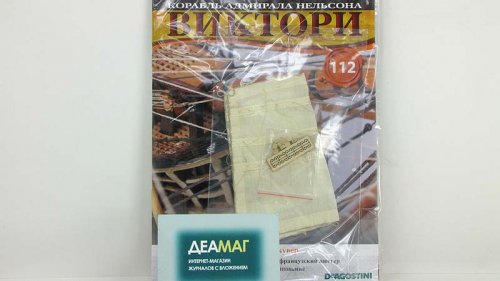 КОРАБЛЬ АДМИРАЛА НЕЛЬСОНА
ВИКТОРИ
112
ДЕАМАГ
ИНТЕРНЕТ-МАГАЗИН
ЖУРНАЛОВ С ВЛОЖЕНИЕМ
французский мастер
DeAGOSTINI